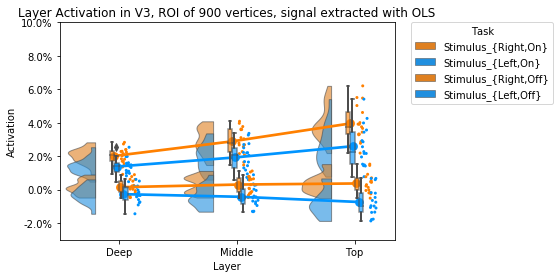 Layer Activation in V3, ROI of 900 vertices, signal extracted with OLS
10.0%
8.0%
6.0%
4.0%
2.0%
0.0%
-2.0%
Activation
Deep
Middle
Top
Layer
Task
Stimulus_{Right,On}
Stimulus_{Left,On}
Stimulus_{Right,Off}
Stimulus_{Left,Off}